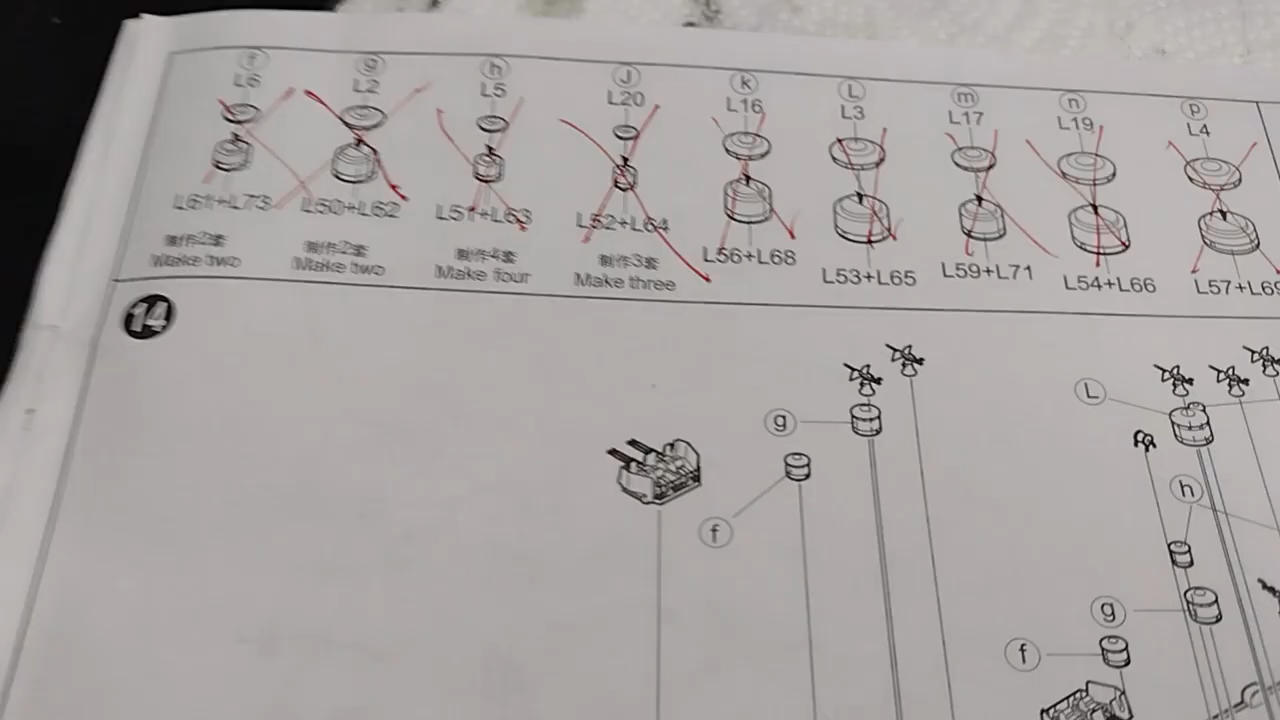 f g h J k L m n p
L6 L2 L5 L20 L16 L3 L17 L19 L4
L61+L73 L50+L62 L51+L63 L52+L64 L56+L68 L53+L65 L59+L71 L54+L66 L57+L69
制作2套 制作2套 制作4套 制作3套
Make two Make two Make four Make three
14
L
g
h
f
g
f